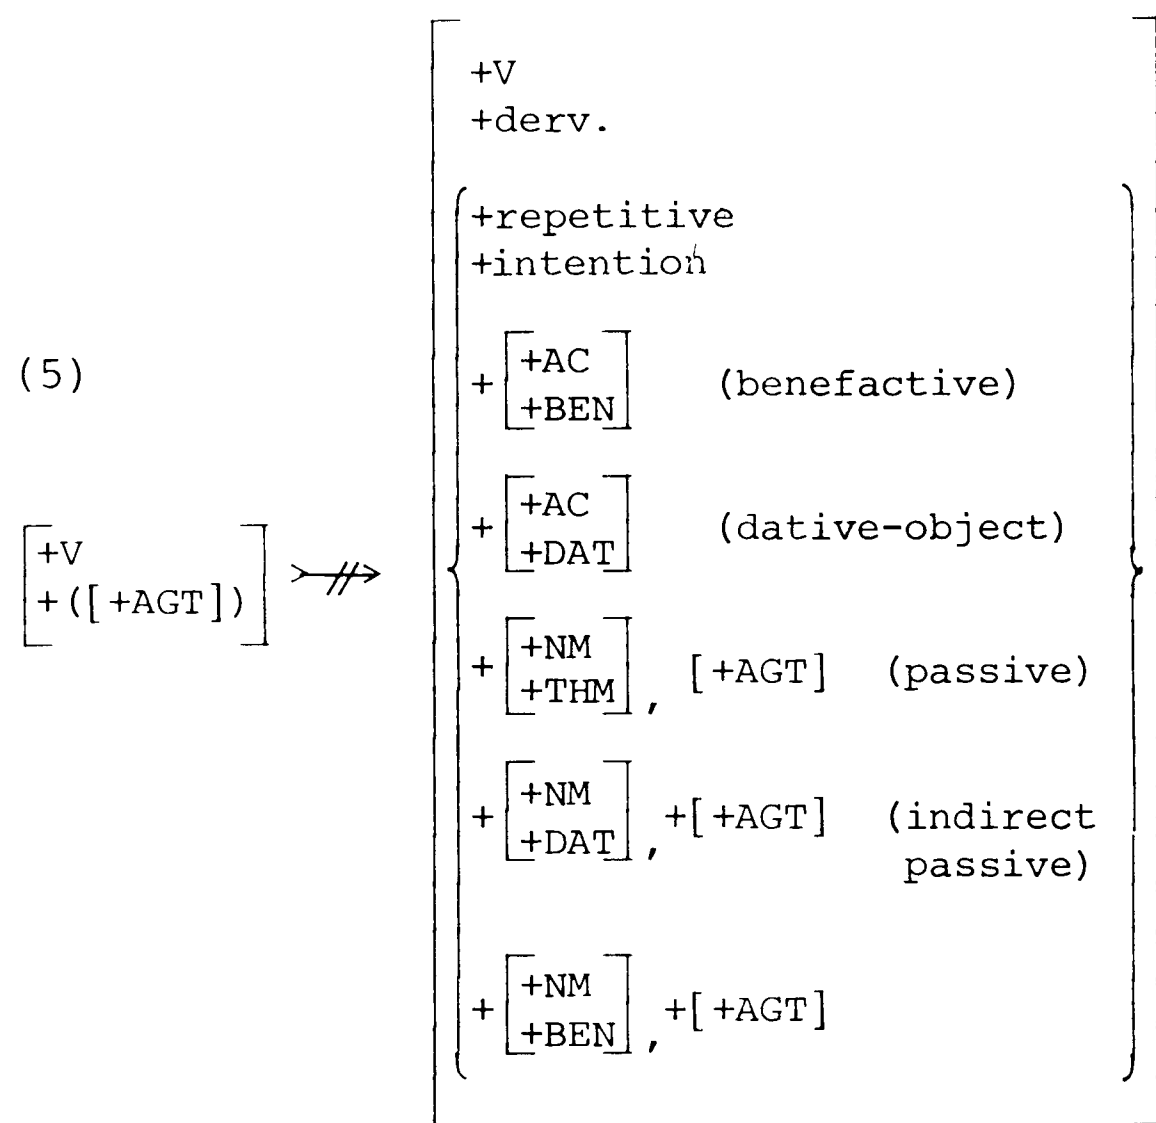 +V
+derv.
+repetitive
+intention
(5)
+ [+AC
+BEN] (benefactive)
+ [+AC
+DAT] (dative-object)
[+V
+([+AGT])]
+ [+NM
+THM], [+AGT] (passive)
+ [+NM
+DAT], +[+AGT] (indirect
passive)
+ [+NM
+BEN], +[+AGT]